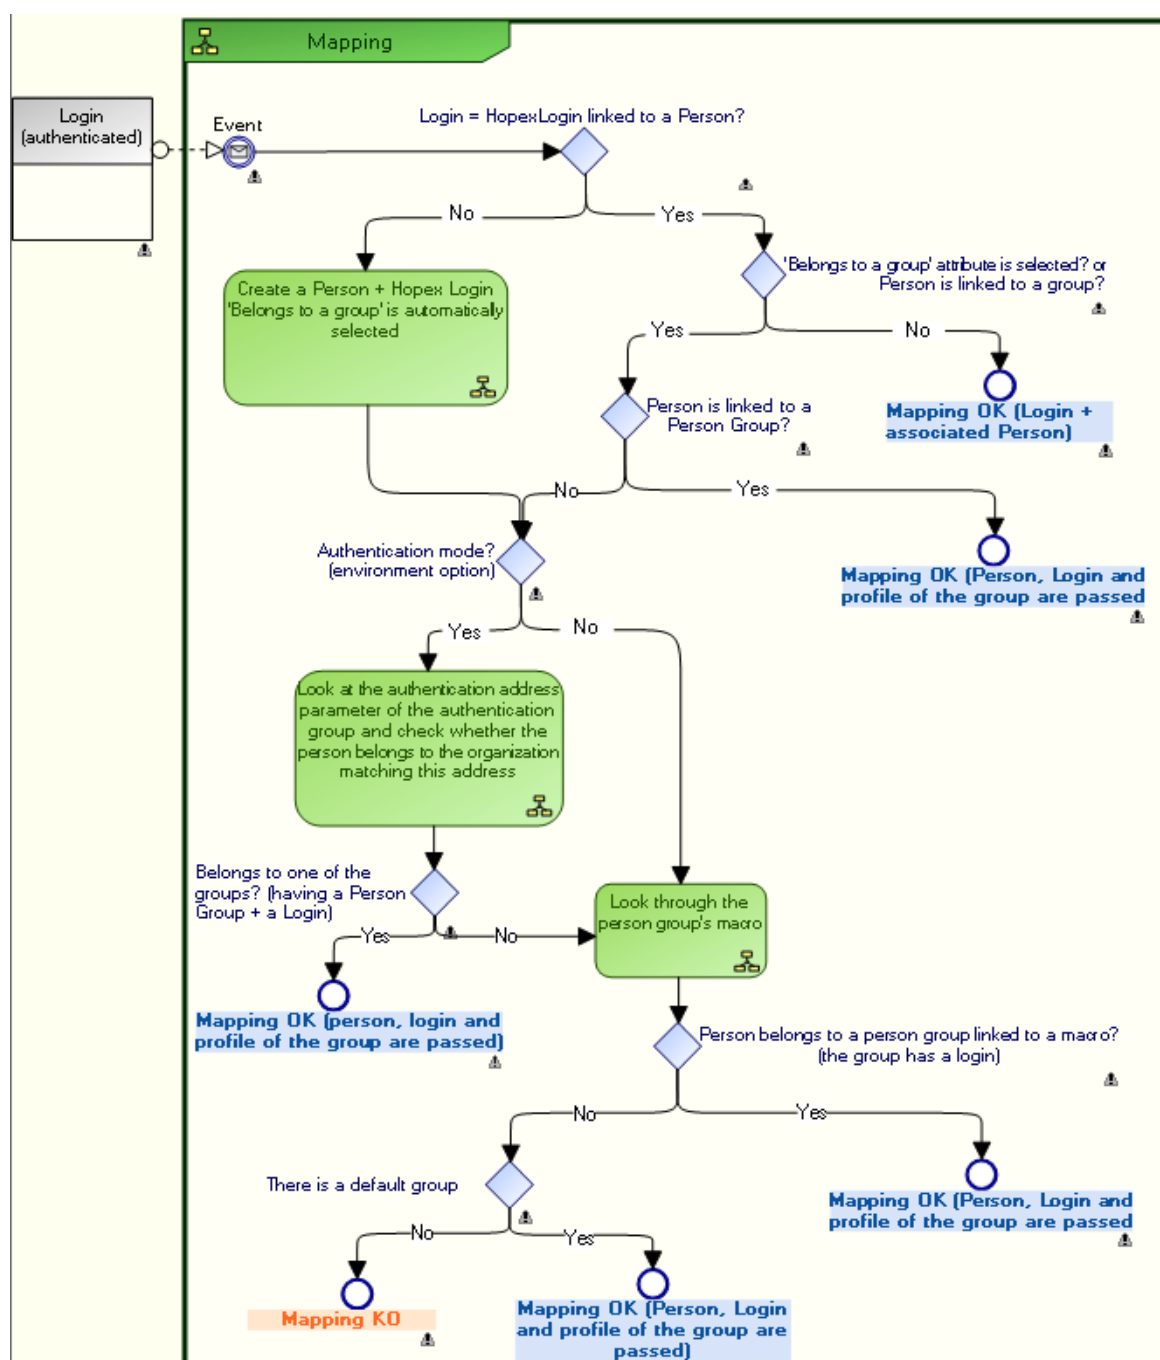 Mapping
Login
(authenticated)
Event
Login = HopexLogin linked to a Person?
No
Yes
Create a Person + Hopex Login
'Belongs to a group' is automatically
selected
'Belongs to a group' attribute is selected? or
Person is linked to a group?
Yes
No
Mapping OK (Login +
associated Person)
Person is linked to a
Person Group?
No
Yes
Mapping OK (Person, Login and
profile of the group are passed
Authentication mode?
(environment option)
Yes
No
Look at the authentication address
parameter of the authentication
group and check whether the
person belongs to the organization
matching this address
Belongs to one of the
groups? (having a Person
Group + a Login)
Yes
No
Look through the
person group's macro
Mapping OK (person, login and
profile of the group are passed)
Person belongs to a person group linked to a macro?
(the group has a login)
No
Yes
Mapping OK (Person, Login and
profile of the group are passed
There is a default group
No
Yes
Mapping KO
Mapping OK (Person, Login
and profile of the group are
passed)